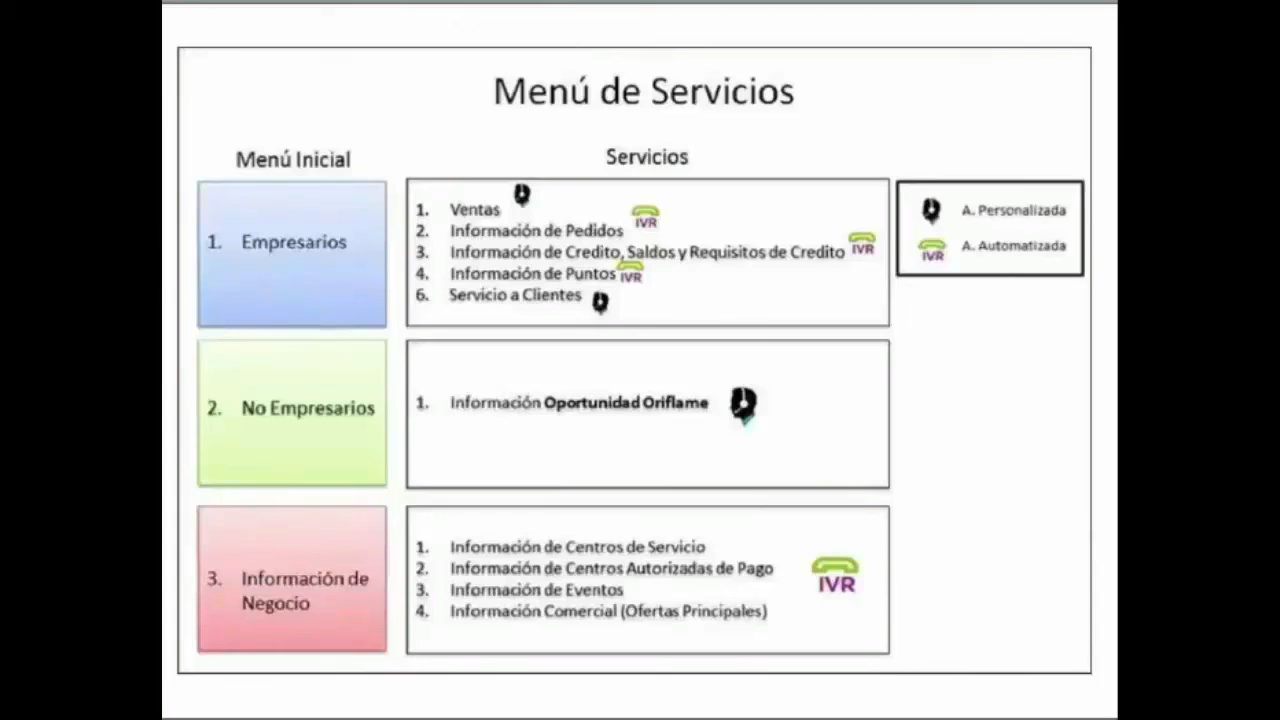 Menú de Servicios
Menú Inicial
Servicios
1. Empresarios
1. Ventas
2. Información de Pedidos IVR
3. Información de Credito, Saldos y Requisitos de Credito IVR
4. Información de Puntos IVR
6. Servicio a Clientes
A. Personalizada
IVR A. Automatizada
2. No Empresarios
1. Información Oportunidad Oriflame
3. Información de
Negocio
1. Información de Centros de Servicio
2. Información de Centros Autorizadas de Pago
3. Información de Eventos
4. Información Comercial (Ofertas Principales)
IVR